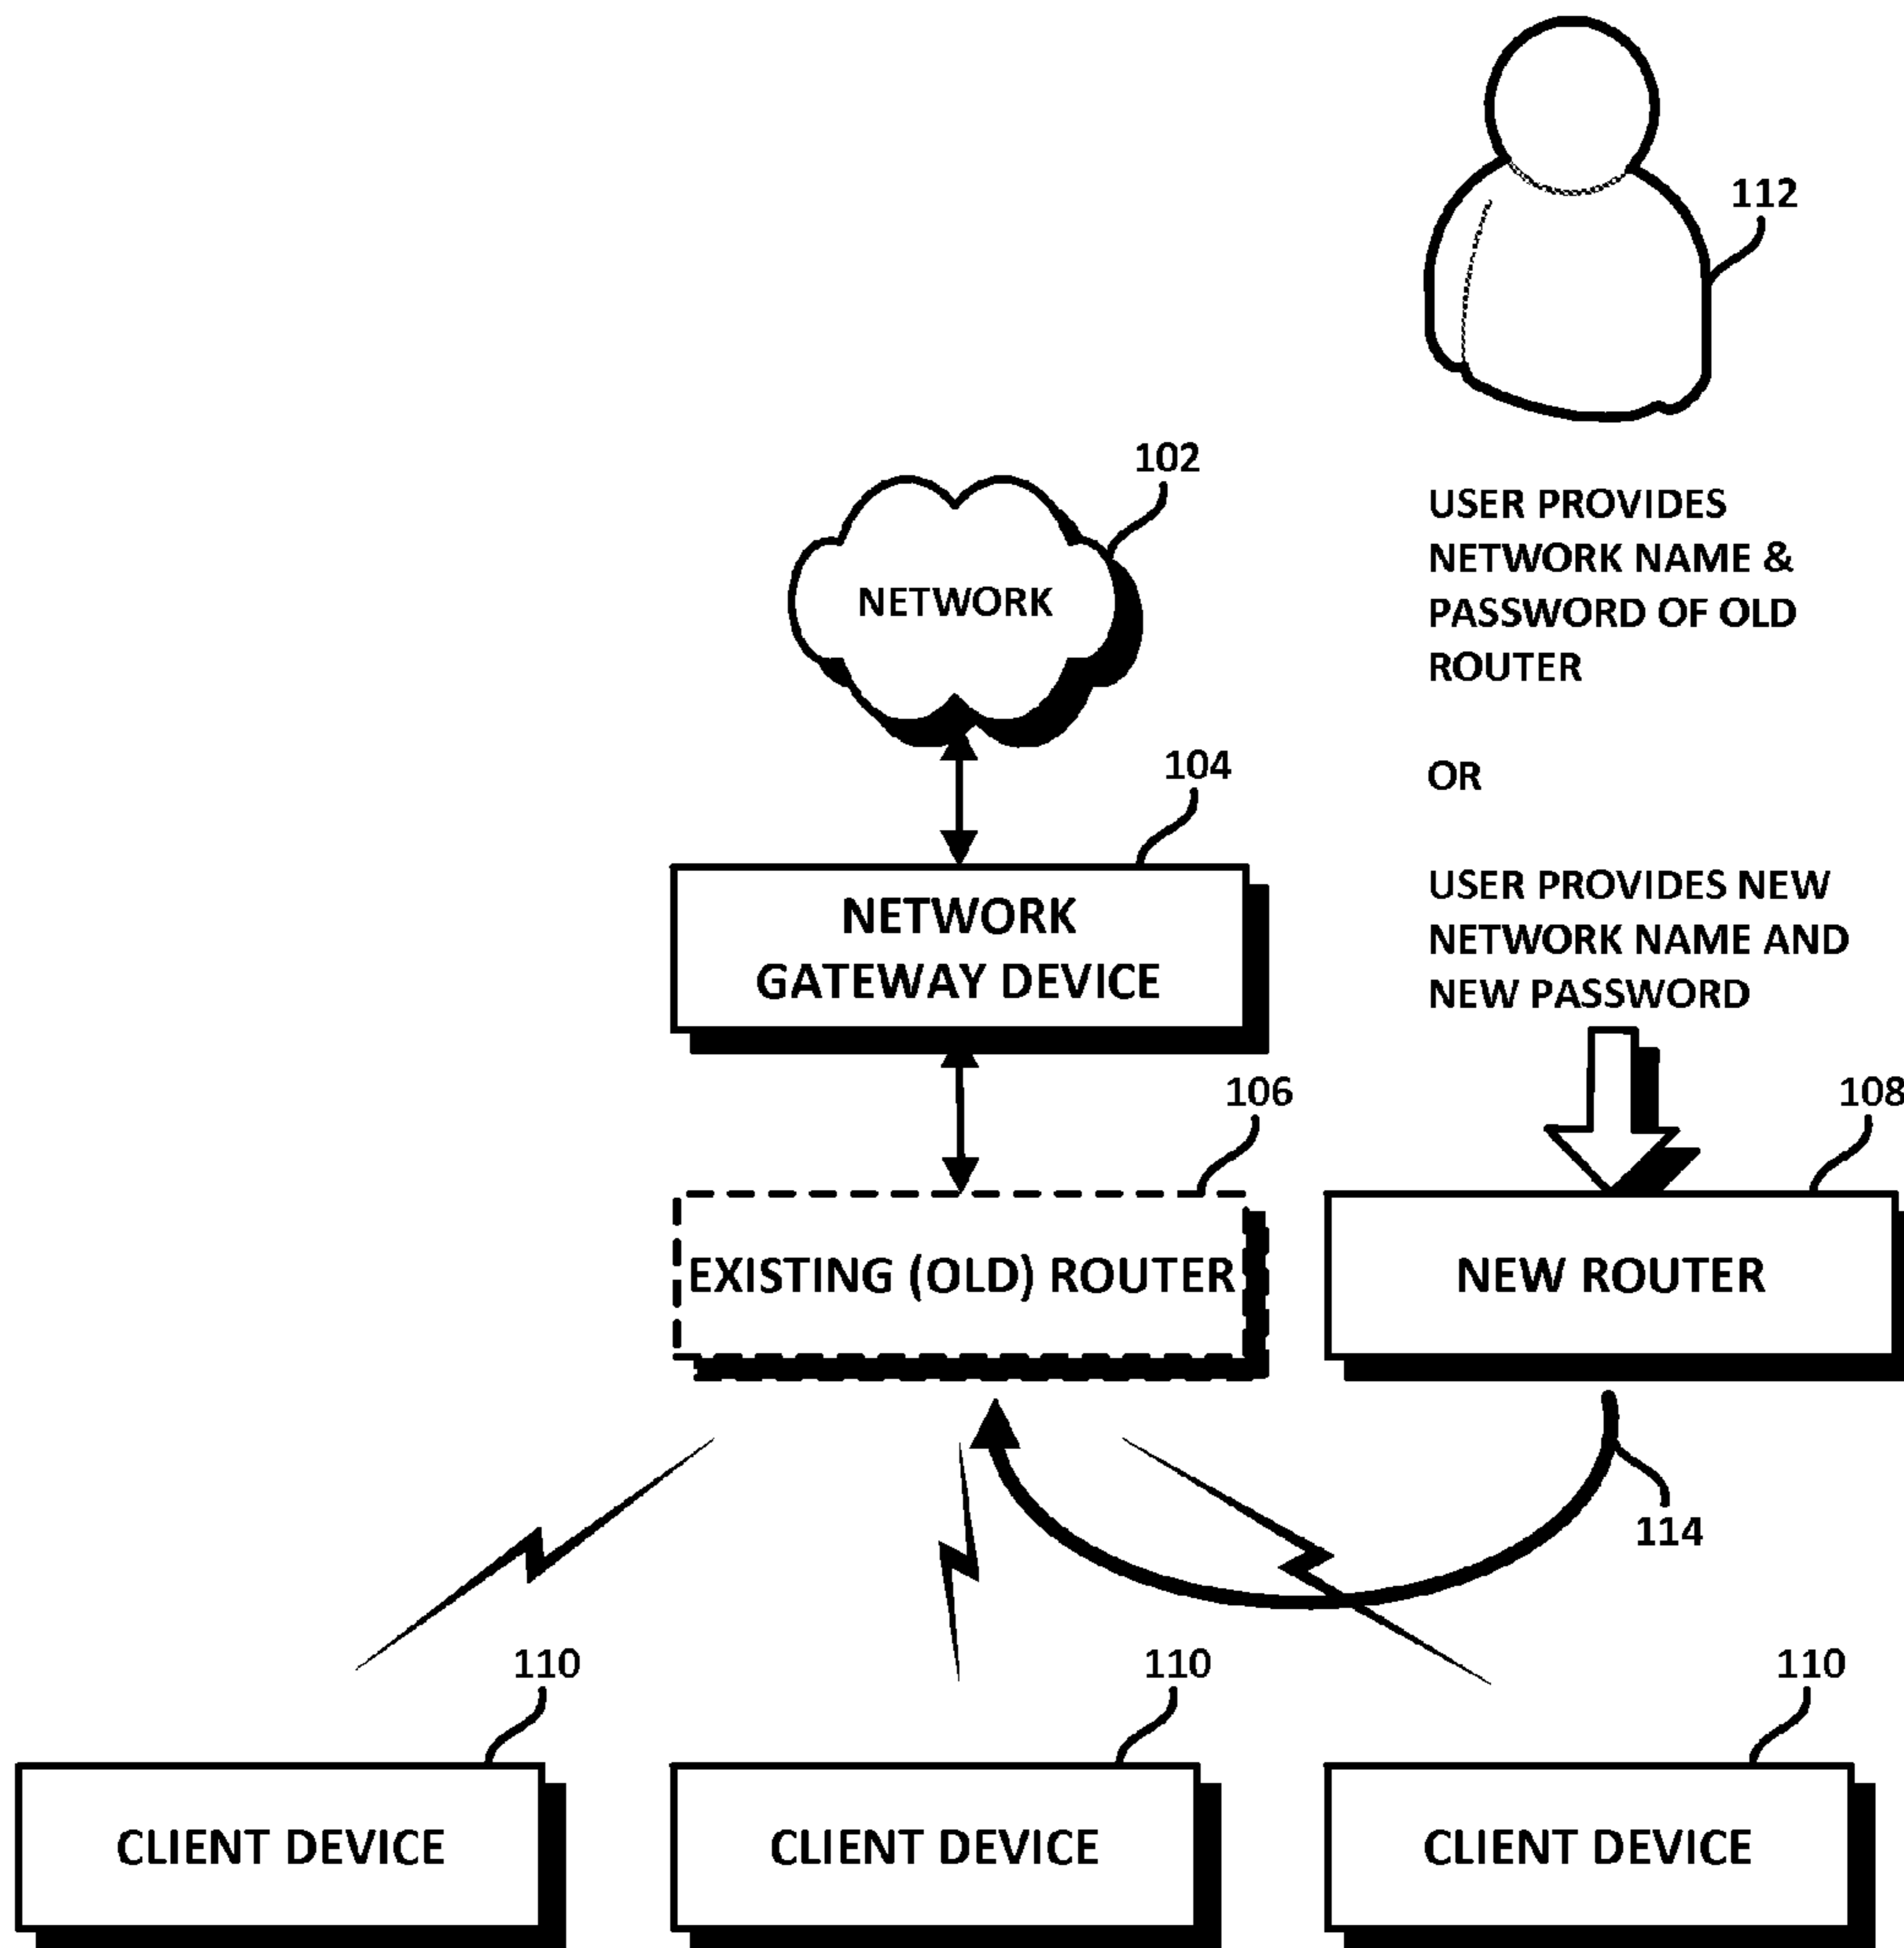 112
102
NETWORK
USER PROVIDES
NETWORK NAME &
PASSWORD OF OLD
ROUTER
OR
USER PROVIDES NEW
NETWORK NAME AND
NEW PASSWORD
104
NETWORK
GATEWAY DEVICE
106
108
EXISTING (OLD) ROUTER
NEW ROUTER
114
110
110
110
CLIENT DEVICE
CLIENT DEVICE
CLIENT DEVICE